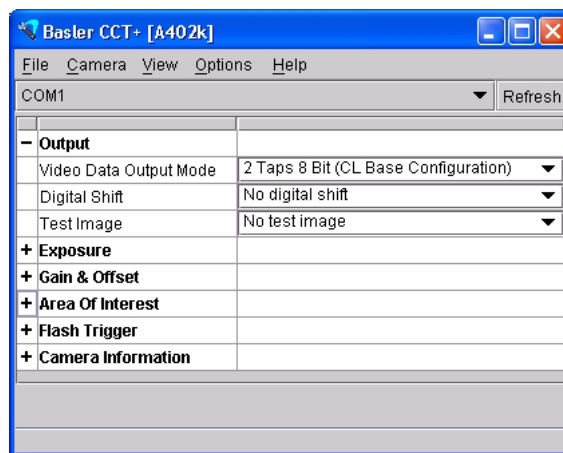 Basler CCT+ [A402k]
File Camera View Options Help
COM1 Refresh
− Output
Video Data Output Mode 2 Taps 8 Bit (CL Base Configuration)
Digital Shift No digital shift
Test Image No test image
+ Exposure
+ Gain & Offset
+ Area Of Interest
+ Flash Trigger
+ Camera Information